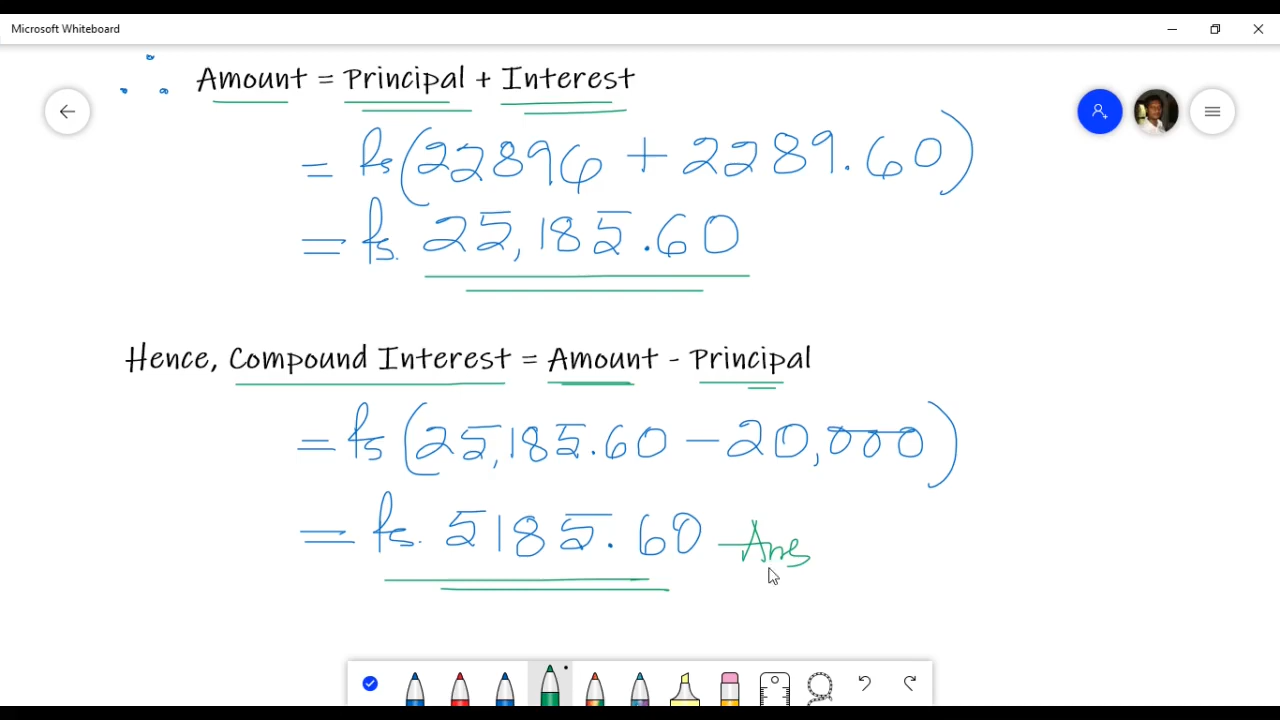 Microsoft Whiteboard
∴ Amount = Principal + Interest
= Rs (22896 + 2289.60)
= Rs. 25,185.60
Hence, Compound Interest = Amount - Principal
= Rs (25,185.60 - 20,000)
= Rs. 5185.60 Ans